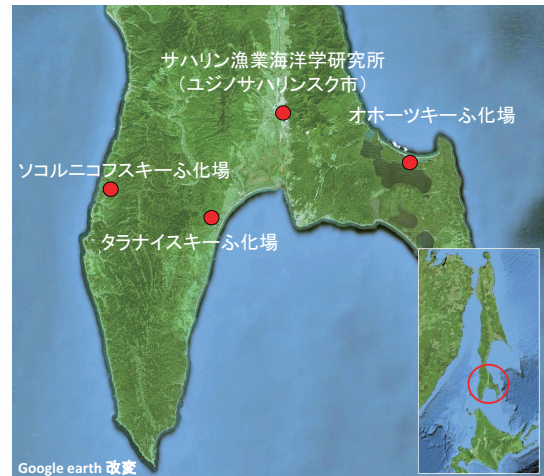 サハリン漁業海洋学研究所
（ユジノサハリンスク市）
オホーツキーふ化場
ソコルニコフスキーふ化場
タラナイスキーふ化場
Google earth 改変